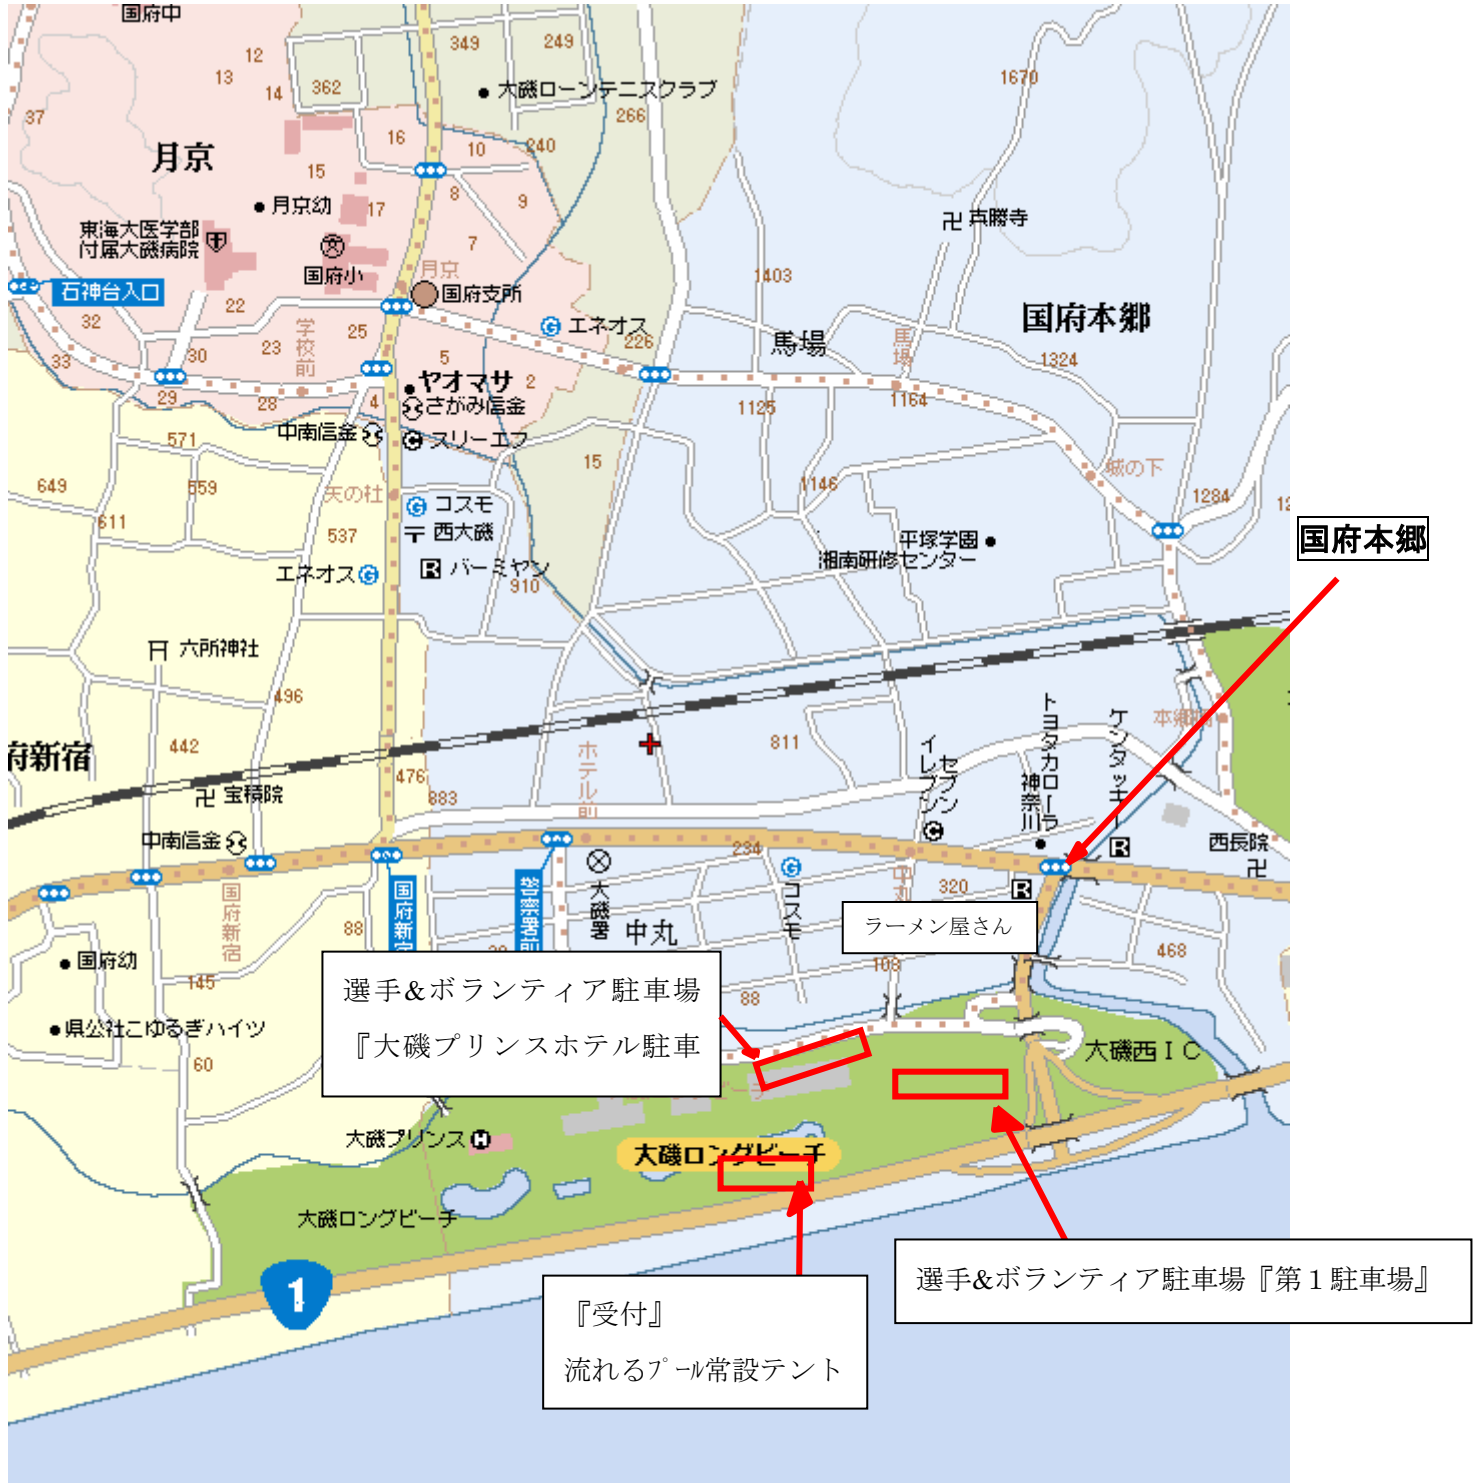 国府中
12
13
14
349
249
362
大磯ローンテニスクラブ
266
1670
37
16
10
240
月京
15
月京幼
17
8
9
東海大医学部
付属大磯病院
国府小
7
月京
国府支所
卍 真勝寺
1403
石神台入口
国府本郷
32
22
学校前
25
エネオス
226
馬場
馬場
1324
33
30
23
5
ヤオマサ
2
さがみ信金
29
28
4
中南信金
スリーエフ
1125
1164
571
城の下
649
559
矢の杜
15
1146
1284
611
537
コスモ
〒 西大磯
平塚学園
湘南研修センター
国府本郷
エネオス
R バーミヤン
910
六所神社
496
442
府新宿
卍 宝積院
476
883
ホテル前
811
セブン
イレブン
トヨタカローラ
神奈川
ケンタッキー
中南信金
234
西長院
卍
国府新宿
88
国府新宿
警察署前
大磯署
中丸
コスモ
中丸
320
R
R
ラーメン屋さん
468
国府幼
145
108
88
選手&ボランティア駐車場
『大磯プリンスホテル駐車
県公社こゆるぎハイツ
60
大磯西IC
大磯プリンス H
大磯ロングビーチ
大磯ロングビーチ
1
選手&ボランティア駐車場『第1駐車場』
『受付』
流れるプール常設テント